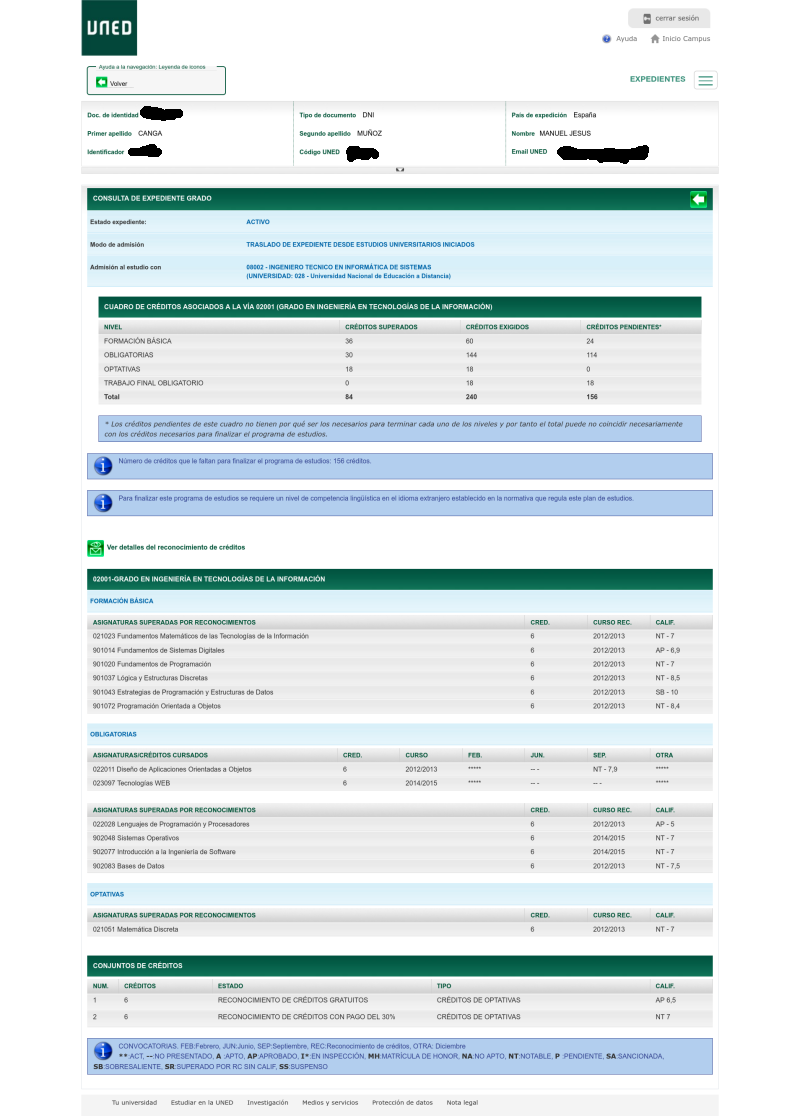 UNED
cerrar sesión
Ayuda Inicio Campus
Ayuda a la navegación: Leyenda de iconos
Volver
EXPEDIENTES
Doc. de identidad Tipo de documento DNI País de expedición España
Primer apellido CANGA Segundo apellido MUÑOZ Nombre MANUEL JESUS
Identificador Código UNED Email UNED
CONSULTA DE EXPEDIENTE GRADO
Estado expediente: ACTIVO
Modo de admisión TRASLADO DE EXPEDIENTE DESDE ESTUDIOS UNIVERSITARIOS INICIADOS
Admisión al estudio con 08002 - INGENIERO TECNICO EN INFORMÁTICA DE SISTEMAS
(UNIVERSIDAD: 028 - Universidad Nacional de Educación a Distancia)
CUADRO DE CRÉDITOS ASOCIADOS A LA VÍA 02001 (GRADO EN INGENIERÍA EN TECNOLOGÍAS DE LA INFORMACIÓN)
NIVEL CRÉDITOS SUPERADOS CRÉDITOS EXIGIDOS CRÉDITOS PENDIENTES*
FORMACIÓN BÁSICA 36 60 24
OBLIGATORIAS 30 144 114
OPTATIVAS 18 18 0
TRABAJO FINAL OBLIGATORIO 0 18 18
Total 84 240 156
* Los créditos pendientes de este cuadro no tienen por qué ser los necesarios para terminar cada uno de los niveles y por tanto el total puede no coincidir necesariamente
con los créditos necesarios para finalizar el programa de estudios.
Número de créditos que le faltan para finalizar el programa de estudios: 156 créditos.
Para finalizar este programa de estudios se requiere un nivel de competencia lingüística en el idioma extranjero establecido en la normativa que regula este plan de estudios.
Ver detalles del reconocimiento de créditos
02001-GRADO EN INGENIERÍA EN TECNOLOGÍAS DE LA INFORMACIÓN
FORMACIÓN BÁSICA
ASIGNATURAS SUPERADAS POR RECONOCIMIENTOS CRED. CURSO REC. CALIF.
021023 Fundamentos Matemáticos de las Tecnologías de la Información 6 2012/2013 NT - 7
901014 Fundamentos de Sistemas Digitales 6 2012/2013 AP - 6,9
901020 Fundamentos de Programación 6 2012/2013 NT - 7
901037 Lógica y Estructuras Discretas 6 2012/2013 NT - 8,5
901043 Estrategias de Programación y Estructuras de Datos 6 2012/2013 SB - 10
901072 Programación Orientada a Objetos 6 2012/2013 NT - 8,4
OBLIGATORIAS
ASIGNATURAS/CRÉDITOS CURSADOS CRED. CURSO FEB. JUN. SEP. OTRA
022011 Diseño de Aplicaciones Orientadas a Objetos 6 2012/2013 ***** -- - NT - 7,9 *****
023097 Tecnologías WEB 6 2014/2015 ***** -- - -- - *****
ASIGNATURAS SUPERADAS POR RECONOCIMIENTOS CRED. CURSO REC. CALIF.
022028 Lenguajes de Programación y Procesadores 6 2012/2013 AP - 5
902048 Sistemas Operativos 6 2014/2015 NT - 7
902077 Introducción a la Ingeniería de Software 6 2014/2015 NT - 7
902083 Bases de Datos 6 2012/2013 NT - 7,5
OPTATIVAS
ASIGNATURAS SUPERADAS POR RECONOCIMIENTOS CRED. CURSO REC. CALIF.
021051 Matemática Discreta 6 2012/2013 NT - 7
CONJUNTOS DE CRÉDITOS
NUM. CRÉDITOS ESTADO TIPO CALIF.
1 6 RECONOCIMIENTO DE CRÉDITOS GRATUITOS CRÉDITOS DE OPTATIVAS AP 6,5
2 6 RECONOCIMIENTO DE CRÉDITOS CON PAGO DEL 30% CRÉDITOS DE OPTATIVAS NT 7
CONVOCATORIAS. FEB:Febrero, JUN:Junio, SEP:Septiembre, REC:Reconocimiento de créditos, OTRA: Diciembre
**:ACT, --:NO PRESENTADO, A :APTO, AP:APROBADO, I*:EN INSPECCIÓN, MH:MATRÍCULA DE HONOR, NA:NO APTO, NT:NOTABLE, P :PENDIENTE, SA:SANCIONADA,
SB:SOBRESALIENTE, SR:SUPERADO POR RC SIN CALIF, SS:SUSPENSO
Tu universidad Estudiar en la UNED Investigación Medios y servicios Protección de datos Nota legal